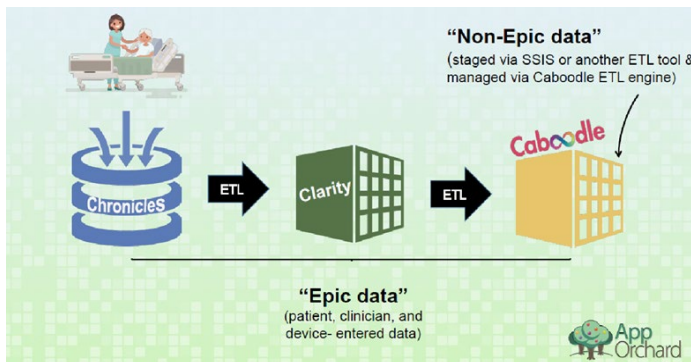 “Non-Epic data”
(staged via SSIS or another ETL tool &
managed via Caboodle ETL engine)
Caboodle
Chronicles
ETL
Clarity
ETL
“Epic data”
(patient, clinician, and
device- entered data)
App
Orchard